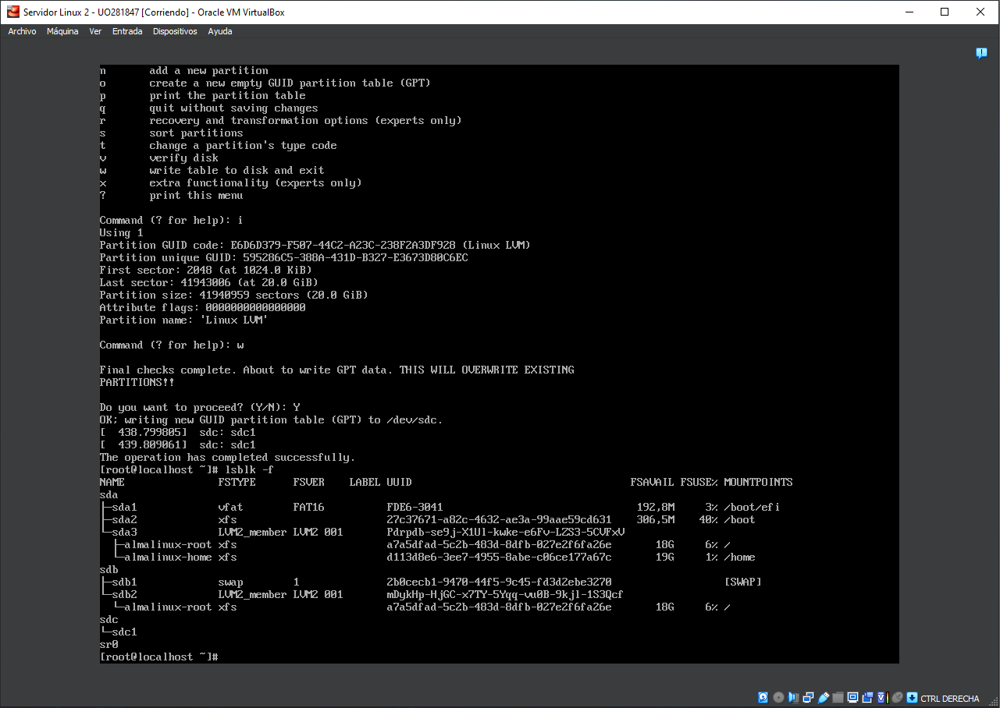 Servidor Linux 2 - UO281847 [Corriendo] - Oracle VM VirtualBox
Archivo Máquina Ver Entrada Dispositivos Ayuda
n add a new partition
o create a new empty GUID partition table (GPT)
p print the partition table
q quit without saving changes
r recovery and transformation options (experts only)
s sort partitions
t change a partition's type code
v verify disk
w write table to disk and exit
x extra functionality (experts only)
? print this menu
Command (? for help): i
Using 1
Partition GUID code: E6D6D379-F507-44C2-A23C-238F2A3DF928 (Linux LVM)
Partition unique GUID: 595286C5-388A-431D-B327-E3673D80C6EC
First sector: 2048 (at 1024.0 KiB)
Last sector: 41943006 (at 20.0 GiB)
Partition size: 41940959 sectors (20.0 GiB)
Attribute flags: 0000000000000000
Partition name: 'Linux LVM'
Command (? for help): w
Final checks complete. About to write GPT data. THIS WILL OVERWRITE EXISTING
PARTITIONS!!
Do you want to proceed? (Y/N): Y
OK; writing new GUID partition table (GPT) to /dev/sdc.
[  438.799805]  sdc: sdc1
[  439.809061]  sdc: sdc1
The operation has completed successfully.
[root@localhost ~]# lsblk -f
NAME FSTYPE FSVER LABEL UUID FSAVAIL FSUSE% MOUNTPOINTS
sda
├─sda1 vfat FAT16 FDE6-3041 192,8M 3% /boot/efi
├─sda2 xfs 27c37671-a82c-4632-ae3a-99aae59cd631 306,5M 40% /boot
└─sda3 LVM2_member LVM2 001 Pdrpdb-se9j-X1Ul-kwke-e6Fv-LZS3-5CVFxV
├─almalinux-root xfs a7a5dfad-5c2b-483d-8dfb-027e2f6fa26e 18G 6% /
└─almalinux-home xfs d113d8e6-3ee7-4955-8abe-c06ce177a67c 19G 1% /home
sdb
├─sdb1 swap 1 2b0cecb1-9470-44f5-9c45-fd3d2ebe3270 [SWAP]
└─sdb2 LVM2_member LVM2 001 mDykHp-HjGC-x7TY-5Yqq-vu0B-9kjl-1S3Qcf
└─almalinux-root xfs a7a5dfad-5c2b-483d-8dfb-027e2f6fa26e 18G 6% /
sdc
└─sdc1
sr0
[root@localhost ~]#
CTRL DERECHA